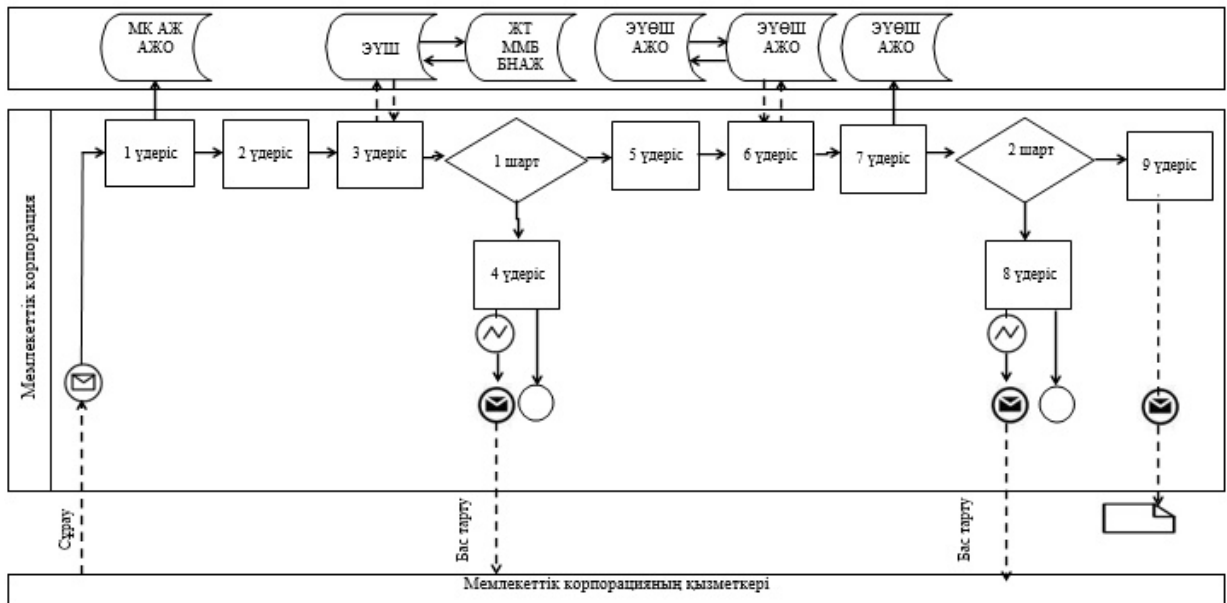 МК АЖ
АЖО
ЭҮШ
ЖТ
ММБ
БНАЖ
ЭҮӨШ
АЖО
ЭҮӨШ
АЖО
ЭҮӨШ
АЖО
Мемлекеттік корпорация
1 үдеріс
2 үдеріс
3 үдеріс
1 шарт
5 үдеріс
6 үдеріс
7 үдеріс
2 шарт
9 үдеріс
4 үдеріс
8 үдеріс
Сұрау
Бас тарту
Бас тарту
Мемлекеттік корпорацияның қызметкері